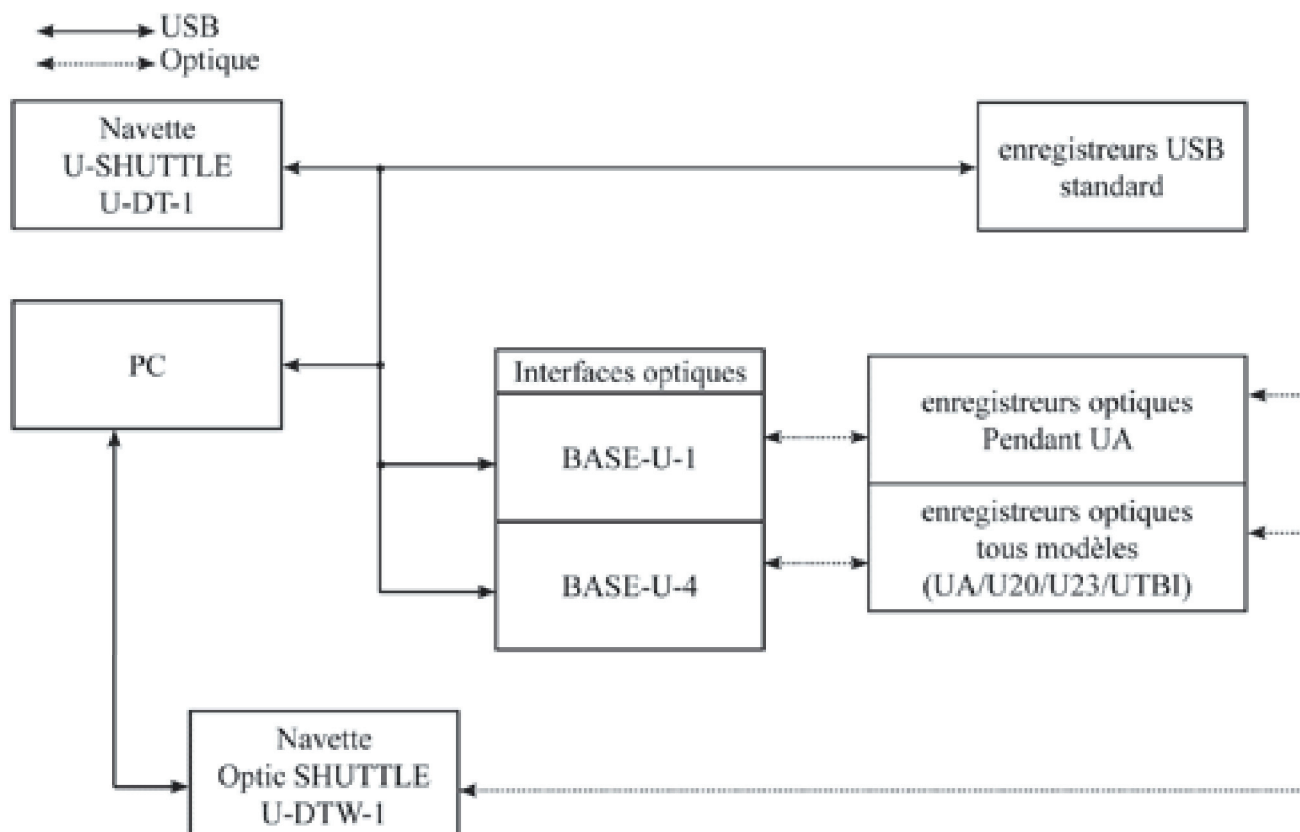 USB
Optique
Navette
U-SHUTTLE
U-DT-1
enregistreurs USB
standard
PC
Interfaces optiques
BASE-U-1
BASE-U-4
enregistreurs optiques
Pendant UA
enregistreurs optiques
tous modèles
(UA/U20/U23/UTBI)
Navette
Optic SHUTTLE
U-DTW-1